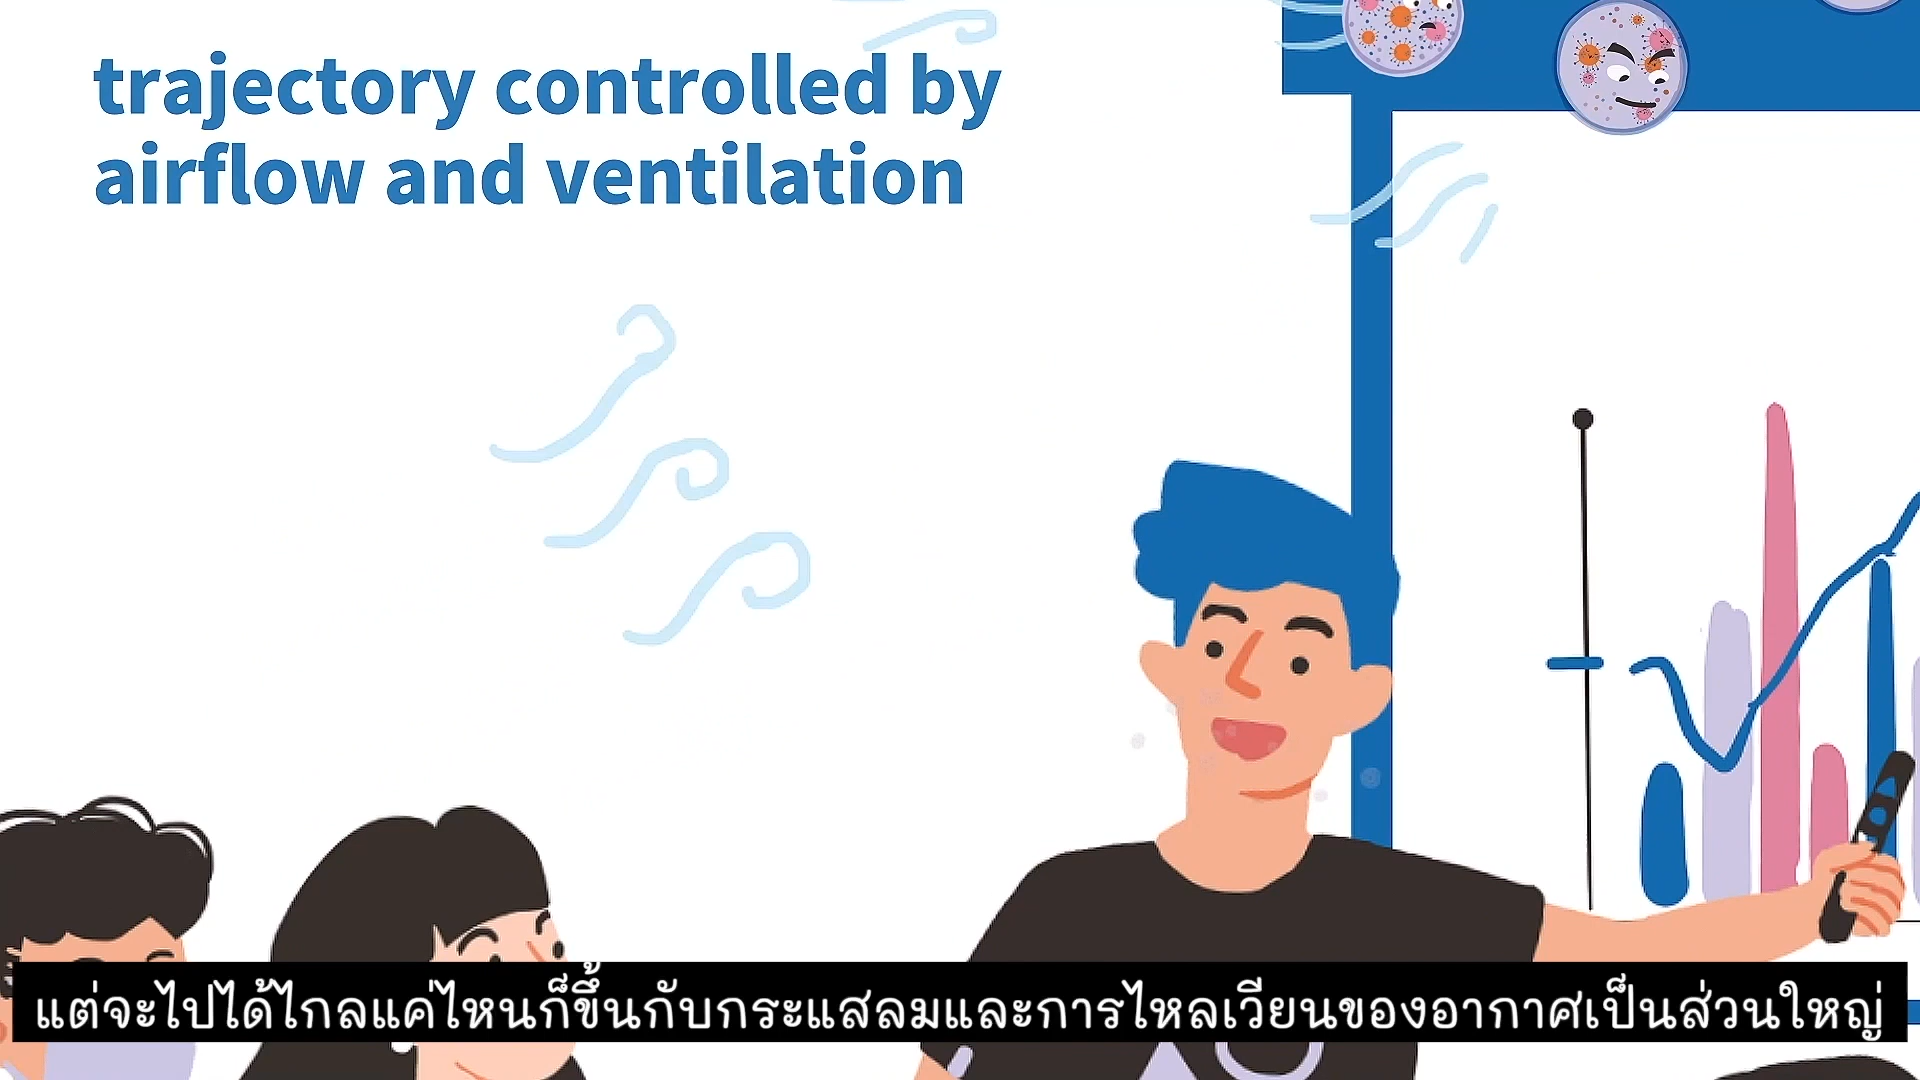 trajectory controlled by
airflow and ventilation
แต่จะไปได้ไกลแค่ไหนก็ขึ้นกับกระแสลมและการไหลเวียนของอากาศเป็นส่วนใหญ่